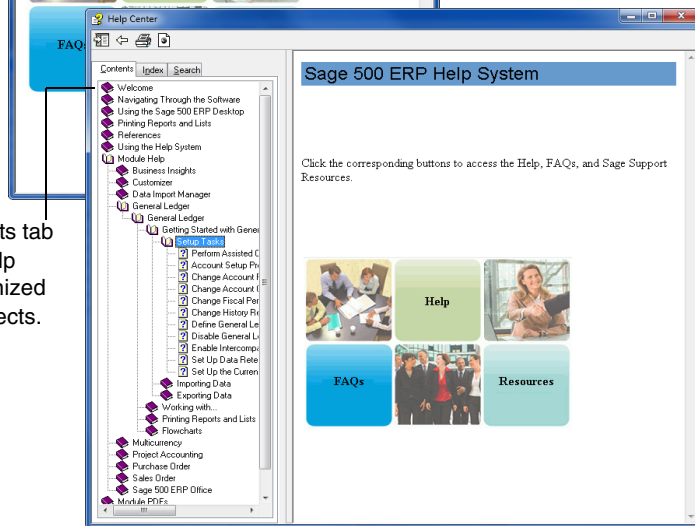 Help Center
FAQ
Contents Index Search
Welcome
Navigating Through the Software
Using the Sage 500 ERP Desktop
Printing Reports and Lists
References
Using the Help System
Module Help
Business Insights
Customizer
Data Import Manager
General Ledger
General Ledger
Getting Started with Gener
Setup Tasks
Perform Assisted C
Account Setup Pr
Change Account F
Change Account
Change Fiscal Per
Change History Re
Define General Le
Disable General L
Enable Intercompa
Set Up Data Rete
Set Up the Curren
Importing Data
Exporting Data
Working with...
Printing Reports and Lists
Flowcharts
Multicurrency
Project Accounting
Purchase Order
Sales Order
Sage 500 ERP Office
Module PDFs
ts tab
lp
nized
ects.
Sage 500 ERP Help System
Click the corresponding buttons to access the Help, FAQs, and Sage Support
Resources.
Help
FAQs
Resources